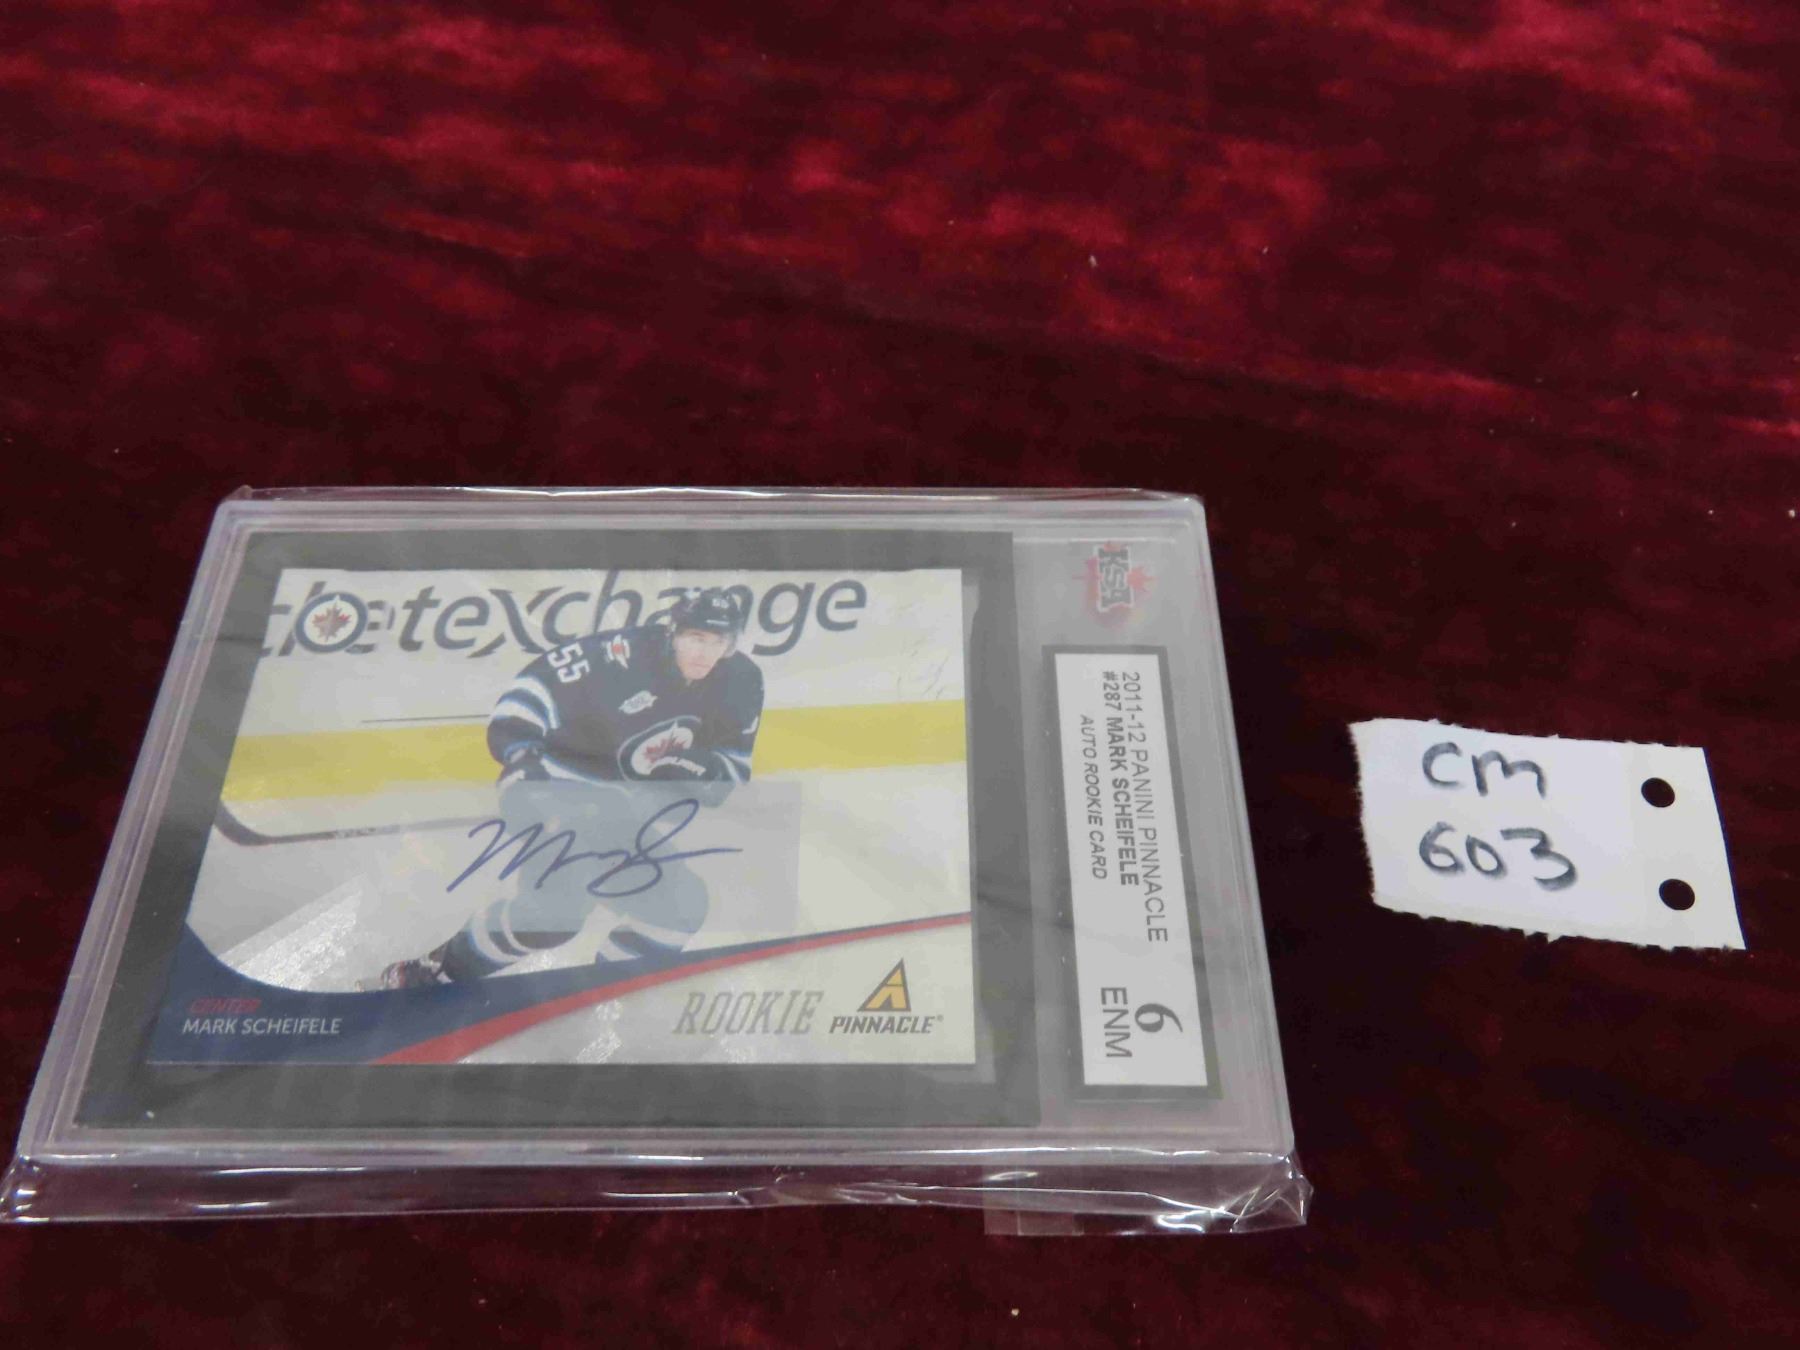 cketexchange
55
CENTER
MARK SCHEIFELE
ROOKIE
PINNACLE
KSA
2011-12 PANINI PINNACLE
#287 MARK SCHEIFELE
AUTO ROOKIE CARD
6
ENM
CM
603